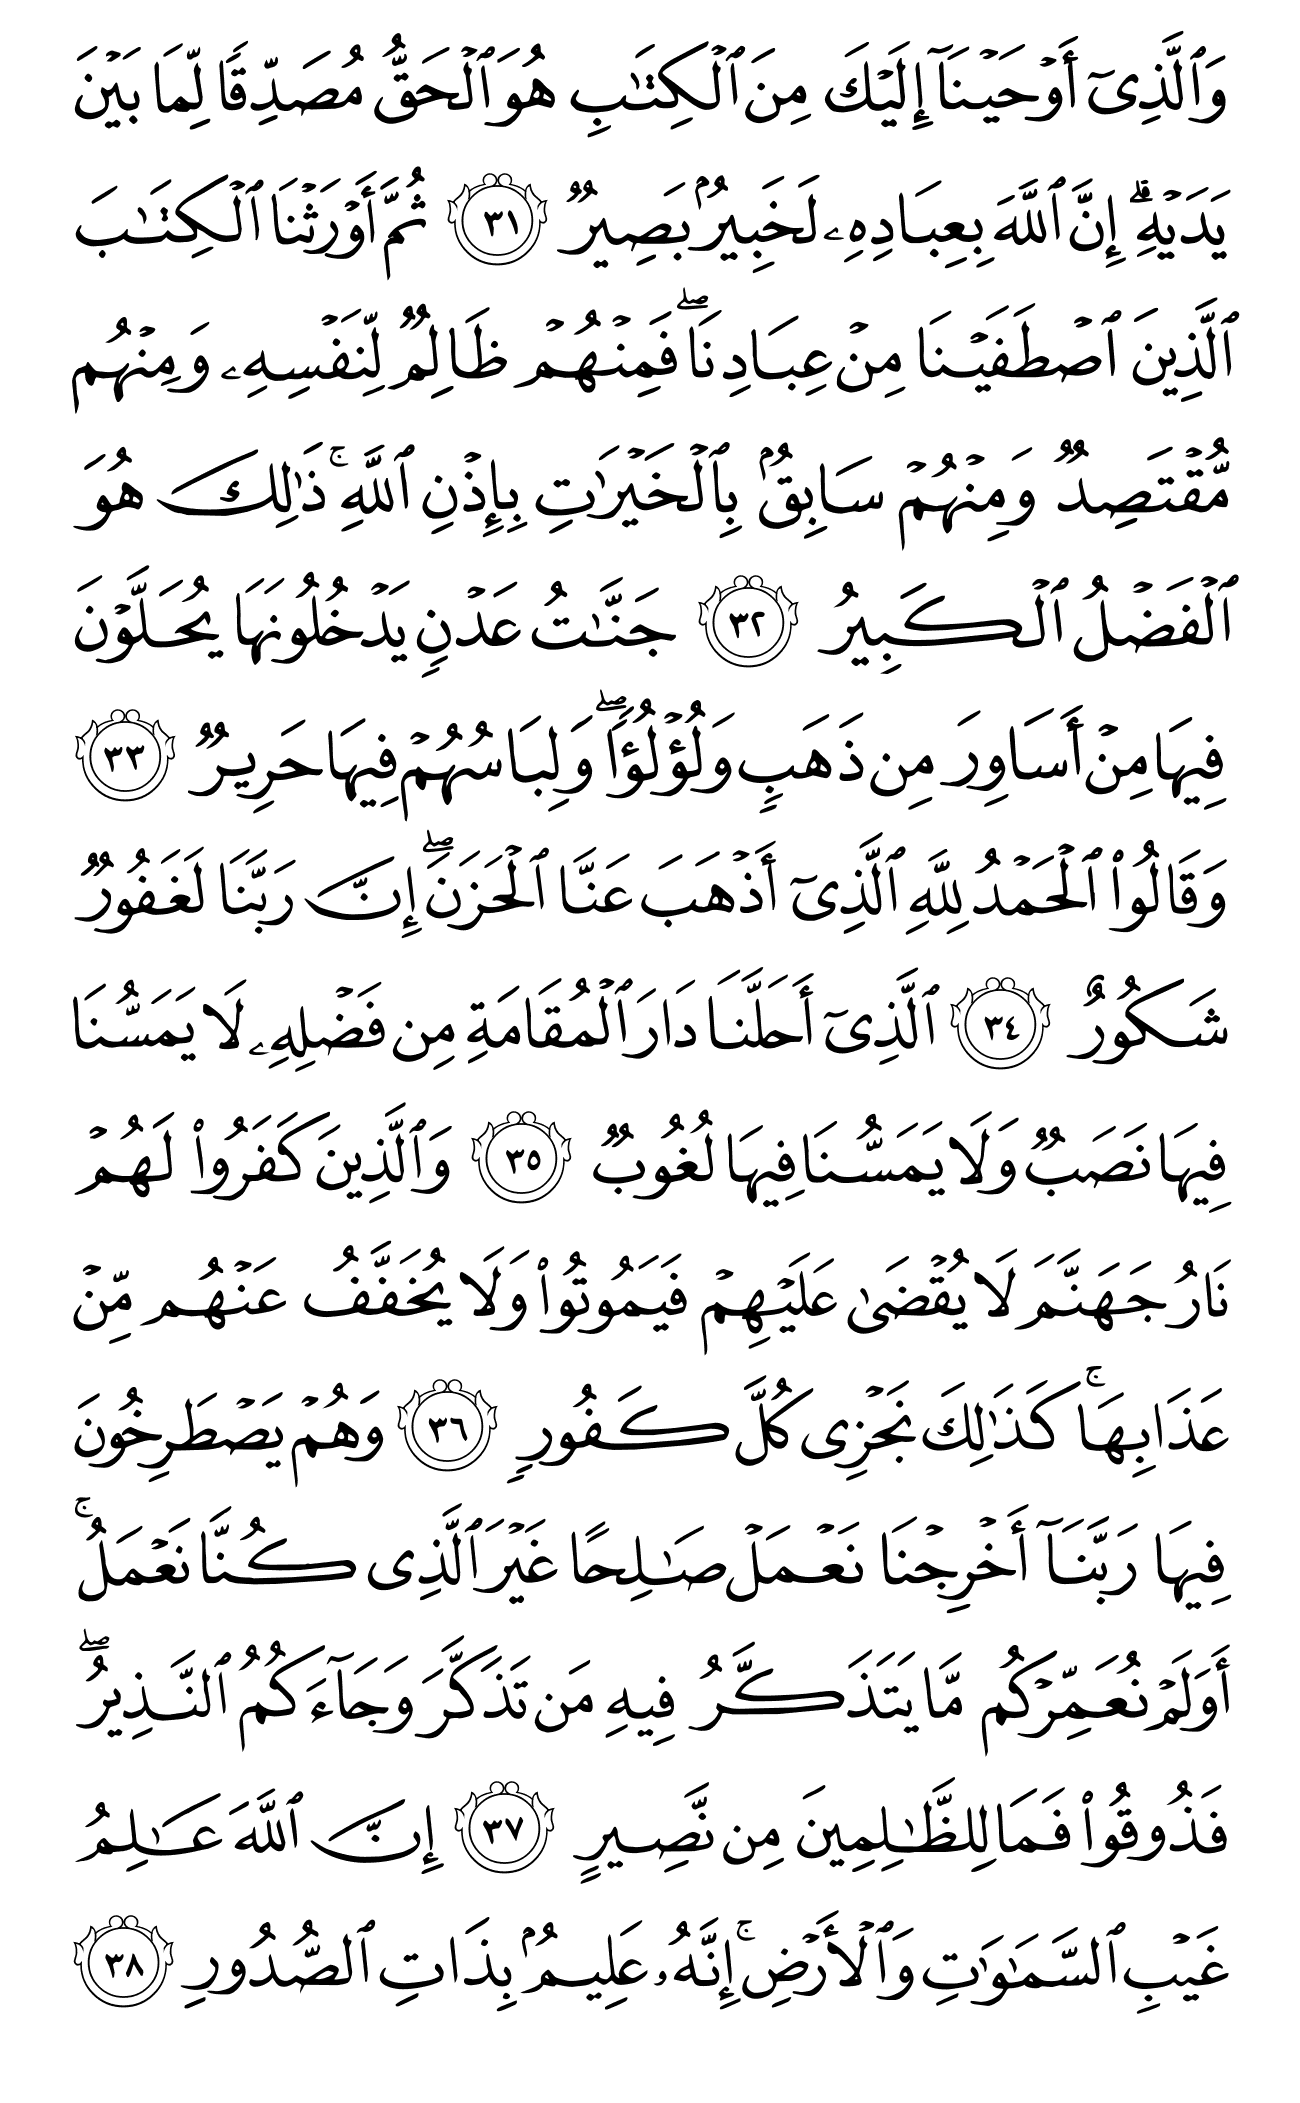 وَٱلَّذِىٓ أَوۡحَيۡنَآ إِلَيۡكَ مِنَ ٱلۡكِتَٰبِ هُوَ ٱلۡحَقُّ مُصَدِّقٗا لِّمَا بَيۡنَ
يَدَيۡهِۗ إِنَّ ٱللَّهَ بِعِبَادِهِۦ لَخَبِيرُۢ بَصِيرٞ ٣١ ثُمَّ أَوۡرَثۡنَا ٱلۡكِتَٰبَ
ٱلَّذِينَ ٱصۡطَفَيۡنَا مِنۡ عِبَادِنَاۖ فَمِنۡهُمۡ ظَالِمٞ لِّنَفۡسِهِۦ وَمِنۡهُم
مُّقۡتَصِدٞ وَمِنۡهُمۡ سَابِقُۢ بِٱلۡخَيۡرَٰتِ بِإِذۡنِ ٱللَّهِۚ ذَٰلِكَ هُوَ
ٱلۡفَضۡلُ ٱلۡكَبِيرُ ٣٢ جَنَّٰتُ عَدۡنٖ يَدۡخُلُونَهَا يُحَلَّوۡنَ
فِيهَا مِنۡ أَسَاوِرَ مِن ذَهَبٖ وَلُؤۡلُؤٗاۖ وَلِبَاسُهُمۡ فِيهَا حَرِيرٞ ٣٣
وَقَالُواْ ٱلۡحَمۡدُ لِلَّهِ ٱلَّذِىٓ أَذۡهَبَ عَنَّا ٱلۡحَزَنَۖ إِنَّ رَبَّنَا لَغَفُورٞ
شَكُورٌ ٣٤ ٱلَّذِىٓ أَحَلَّنَا دَارَ ٱلۡمُقَامَةِ مِن فَضۡلِهِۦ لَا يَمَسُّنَا
فِيهَا نَصَبٞ وَلَا يَمَسُّنَا فِيهَا لُغُوبٞ ٣٥ وَٱلَّذِينَ كَفَرُواْ لَهُمۡ
نَارُ جَهَنَّمَ لَا يُقۡضَىٰ عَلَيۡهِمۡ فَيَمُوتُواْ وَلَا يُخَفَّفُ عَنۡهُم مِّنۡ
عَذَابِهَاۚ كَذَٰلِكَ نَجۡزِى كُلَّ كَفُورٖ ٣٦ وَهُمۡ يَصۡطَرِخُونَ
فِيهَا رَبَّنَآ أَخۡرِجۡنَا نَعۡمَلۡ صَٰلِحًا غَيۡرَ ٱلَّذِى كُنَّا نَعۡمَلُۚ
أَوَلَمۡ نُعَمِّرۡكُم مَّا يَتَذَكَّرُ فِيهِ مَن تَذَكَّرَ وَجَآءَكُمُ ٱلنَّذِيرُۖ
فَذُوقُواْ فَمَا لِلظَّٰلِمِينَ مِن نَّصِيرٍ ٣٧ إِنَّ ٱللَّهَ عَٰلِمُ
غَيۡبِ ٱلسَّمَٰوَٰتِ وَٱلۡأَرۡضِۚ إِنَّهُۥ عَلِيمُۢ بِذَاتِ ٱلصُّدُورِ ٣٨